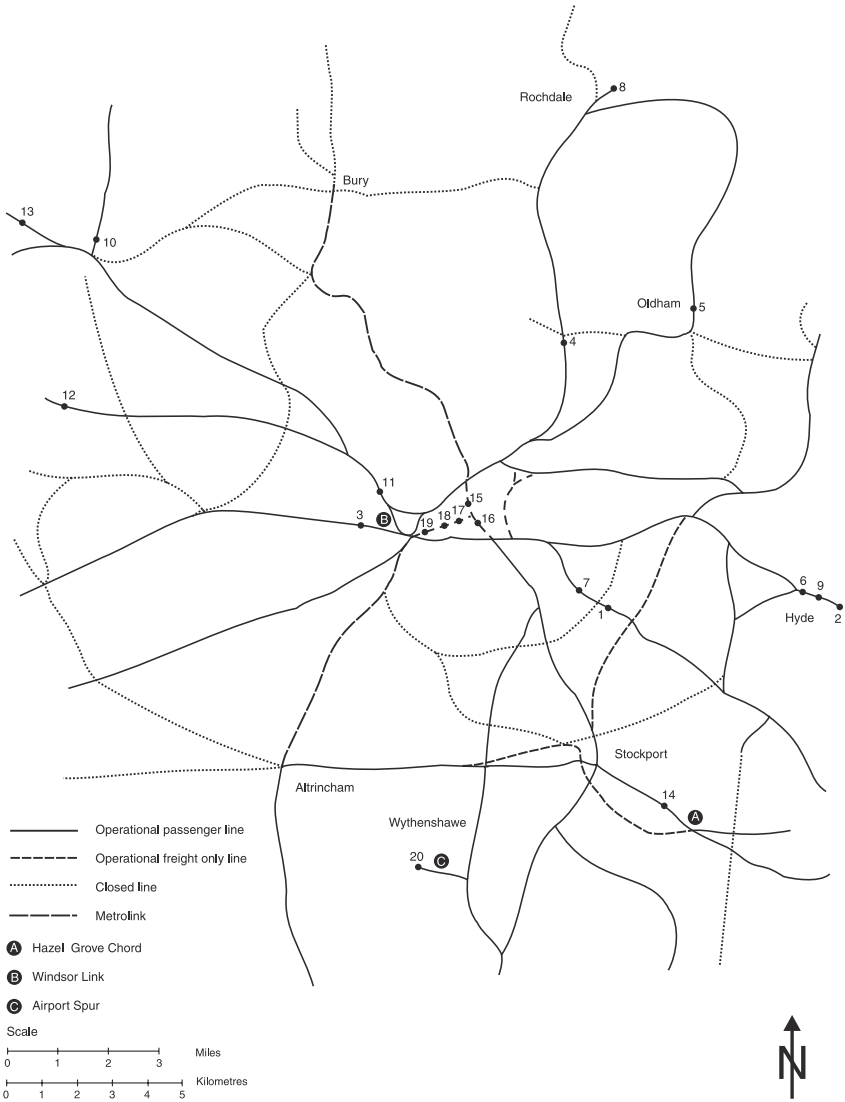 8
Rochdale
Bury
13
10
Oldham
5
4
12
11
15
3
B
19
18
17
16
7
1
6
9
2
Hyde
Stockport
Altrincham
14
A
Wythenshawe
20
C
Operational passenger line
Operational freight only line
Closed line
Metrolink
A Hazel Grove Chord
B Windsor Link
C Airport Spur
Scale
Miles
0 1 2 3
Kilometres
0 1 2 3 4 5
N